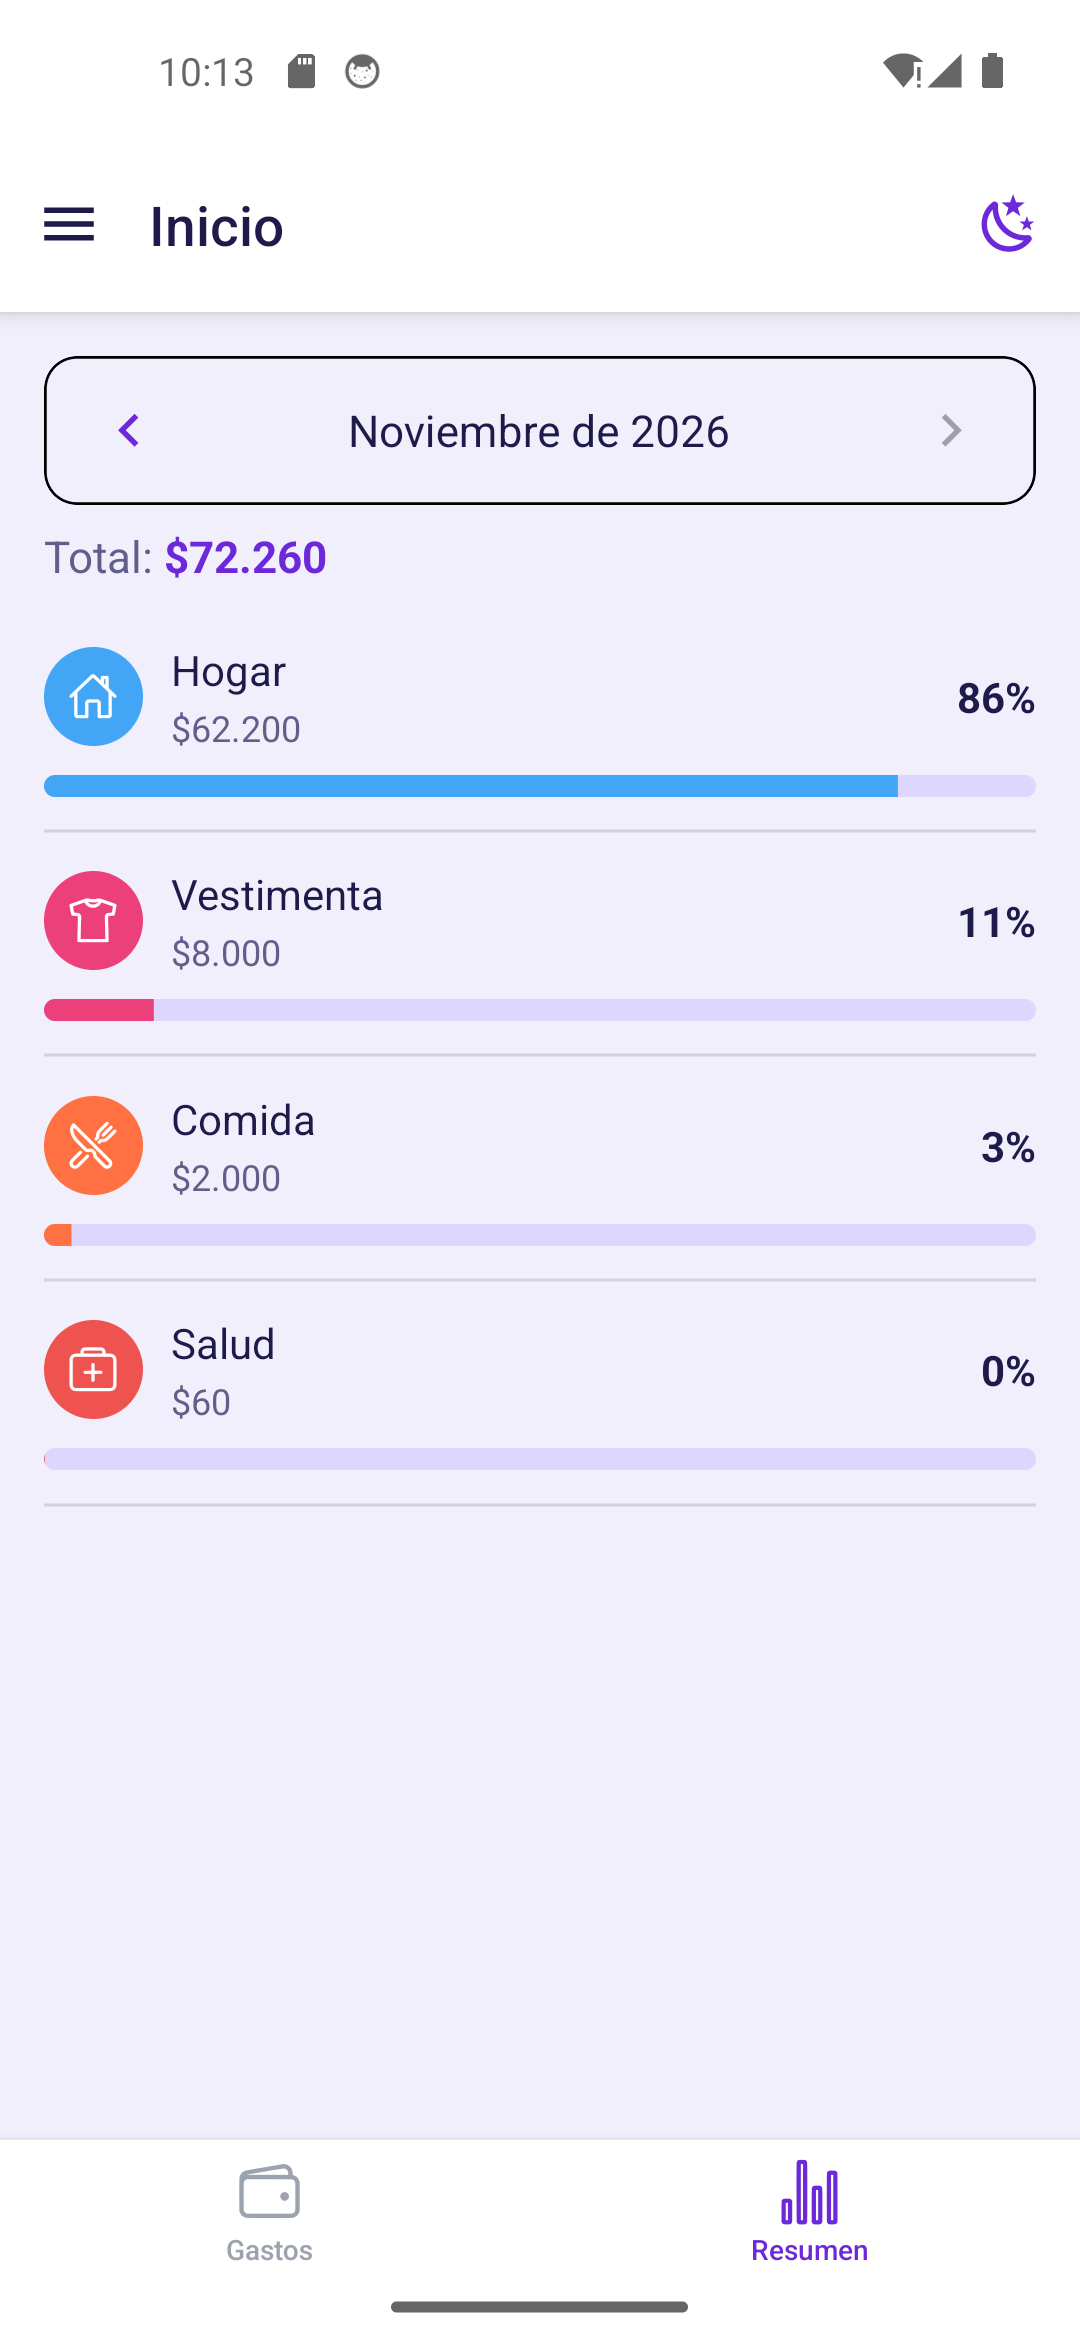 10:13
Inicio
Noviembre de 2026
Total: $72.260
Hogar
$62.200
86%
Vestimenta
$8.000
11%
Comida
$2.000
3%
Salud
$60
0%
Gastos
Resumen